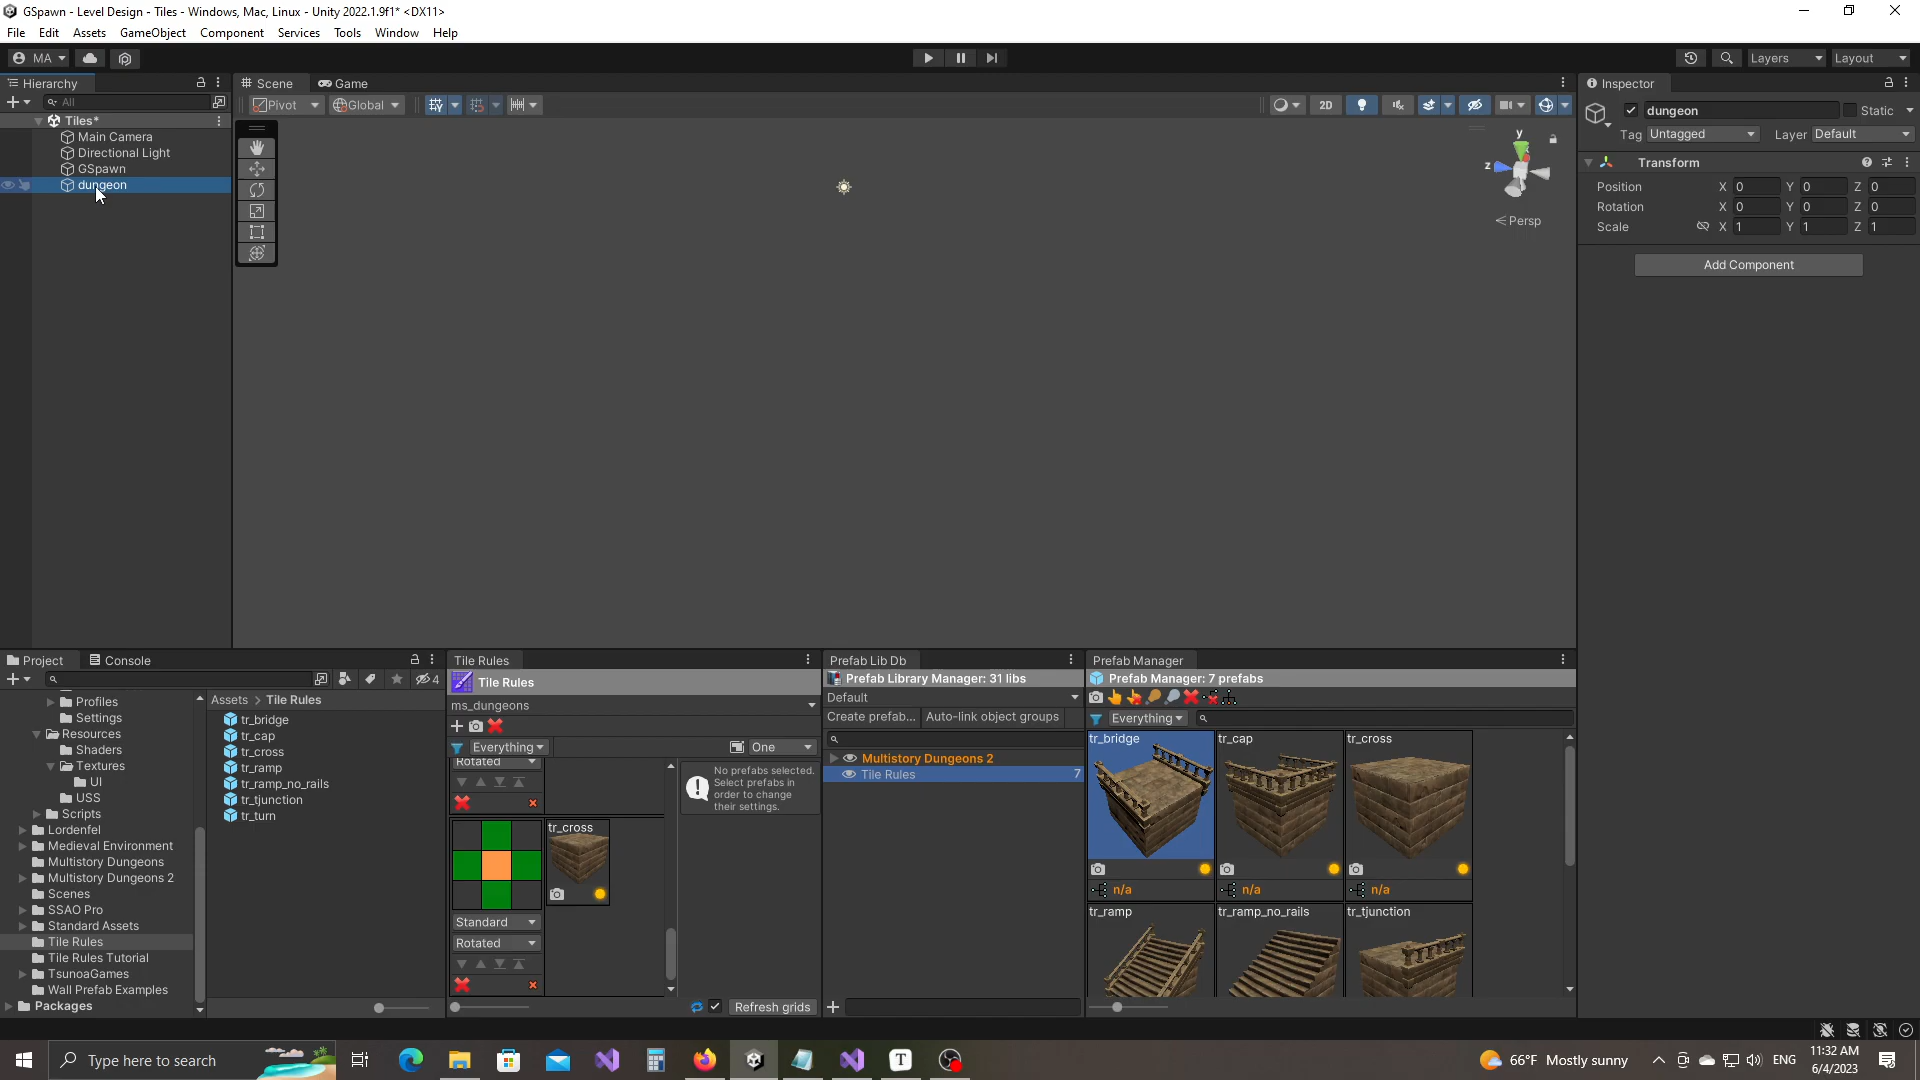 GSpawn - Level Design - Tiles - Windows, Mac, Linux - Unity 2022.1.9f1* <DX11>
File Edit Assets GameObject Component Services Tools Window Help
MA Layers Layout
Hierarchy
All
Tiles*
Main Camera
Directional Light
GSpawn
dungeon
Scene Game
Pivot Global 2D
y
z
Persp
Inspector
dungeon Static
Tag Untagged Layer Default
Transform
Position X 0 Y 0 Z 0
Rotation X 0 Y 0 Z 0
Scale X 1 Y 1 Z 1
Add Component
Project Console
4
Profiles
Settings
Resources
Shaders
Textures
UI
USS
Scripts
Lordenfel
Medieval Environment
Multistory Dungeons
Multistory Dungeons 2
Scenes
SSAO Pro
Standard Assets
Tile Rules
Tile Rules Tutorial
TsunoaGames
Wall Prefab Examples
Packages
Assets > Tile Rules
tr_bridge
tr_cap
tr_cross
tr_ramp
tr_ramp_no_rails
tr_tjunction
tr_turn
Tile Rules
Tile Rules
ms_dungeons
Everything One
Rotated
tr_cross
Standard
Rotated
No prefabs selected.
Select prefabs in
order to change
their settings.
Refresh grids
Prefab Lib Db
Prefab Library Manager: 31 libs
Default
Create prefab... Auto-link object groups
Multistory Dungeons 2
Tile Rules 7
Prefab Manager
Prefab Manager: 7 prefabs
Everything
tr_bridge tr_cap tr_cross
n/a n/a n/a
tr_ramp tr_ramp_no_rails tr_tjunction
Type here to search
66°F Mostly sunny
ENG
11:32 AM
6/4/2023